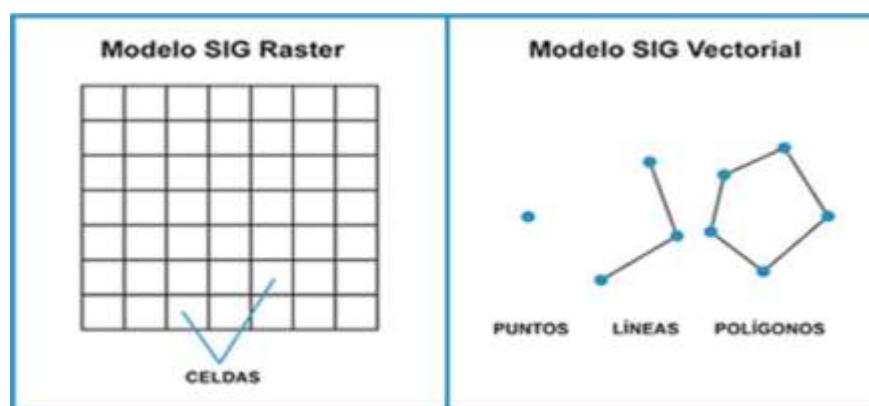 Modelo SIG Raster
CELDAS
Modelo SIG Vectorial
PUNTOS LÍNEAS POLÍGONOS